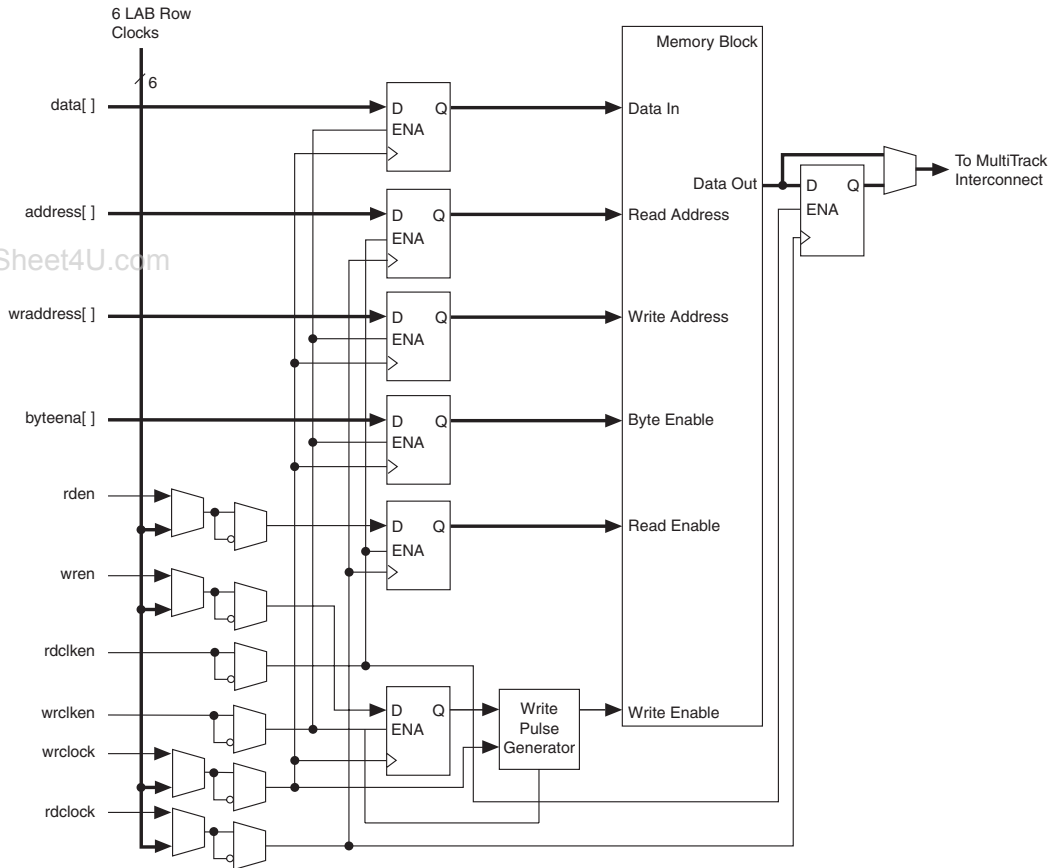 6 LAB Row
Clocks
6
Memory Block
data[ ]
D Q
ENA
Data In
To MultiTrack
Interconnect
Data Out
D Q
ENA
address[ ]
D Q
ENA
Read Address
Sheet4U.com
wraddress[ ]
D Q
ENA
Write Address
byteena[ ]
D Q
ENA
Byte Enable
rden
D Q
ENA
Read Enable
wren
rdclken
wrclken
D Q
ENA
Write
Pulse
Generator
Write Enable
wrclock
rdclock